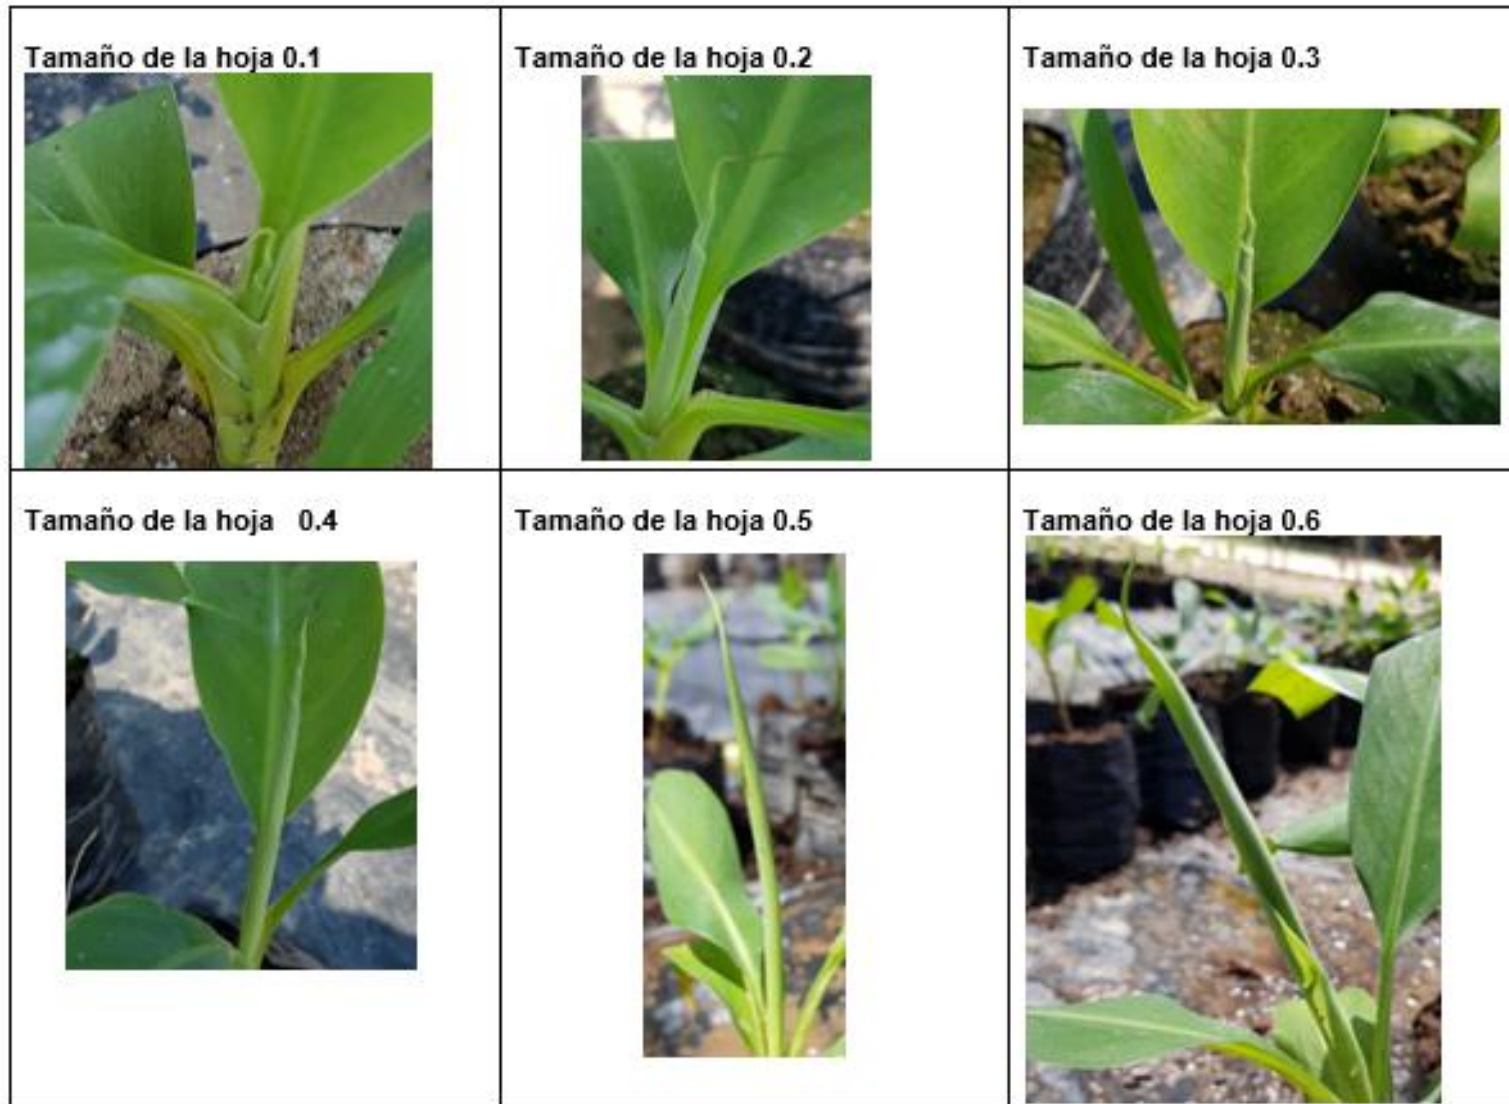 Tamaño de la hoja 0.1
Tamaño de la hoja 0.2
Tamaño de la hoja 0.3
Tamaño de la hoja 0.4
Tamaño de la hoja 0.5
Tamaño de la hoja 0.6